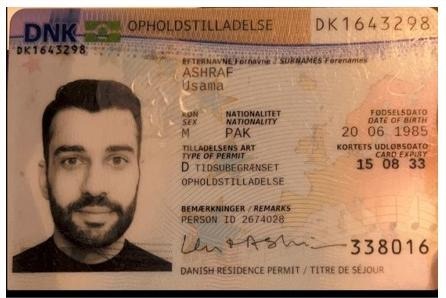 DNK OPHOLDSTILLADELSE DK1643298
DK1643298
EFTERNAVNE Fornavne / SURNAMES Forenames
ASHRAF
Usama
KØN NATIONALITET FØDSELSDATO
SEX NATIONALITY DATE OF BIRTH
M PAK 20 06 1985
TILLADELSENS ART KORTETS UDLØBSDATO
TYPE OF PERMIT CARD EXPIRY
D TIDSUBEGRÆNSET 15 08 33
OPHOLDSTILLADELSE
BEMÆRKNINGER / REMARKS
PERSON ID 2674028
338016
DANISH RESIDENCE PERMIT / TITRE DE SÉJOUR